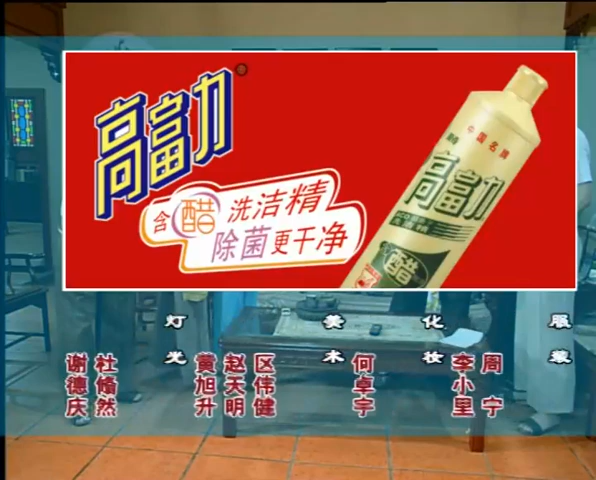 高富力
含醋洗洁精
除菌更干净
中国名牌
高富力
醋
灯光
美术
化妆
服装
谢德庆
杜脩然
黄旭升
赵天明
区伟健
何卓宇
李小里
周宁